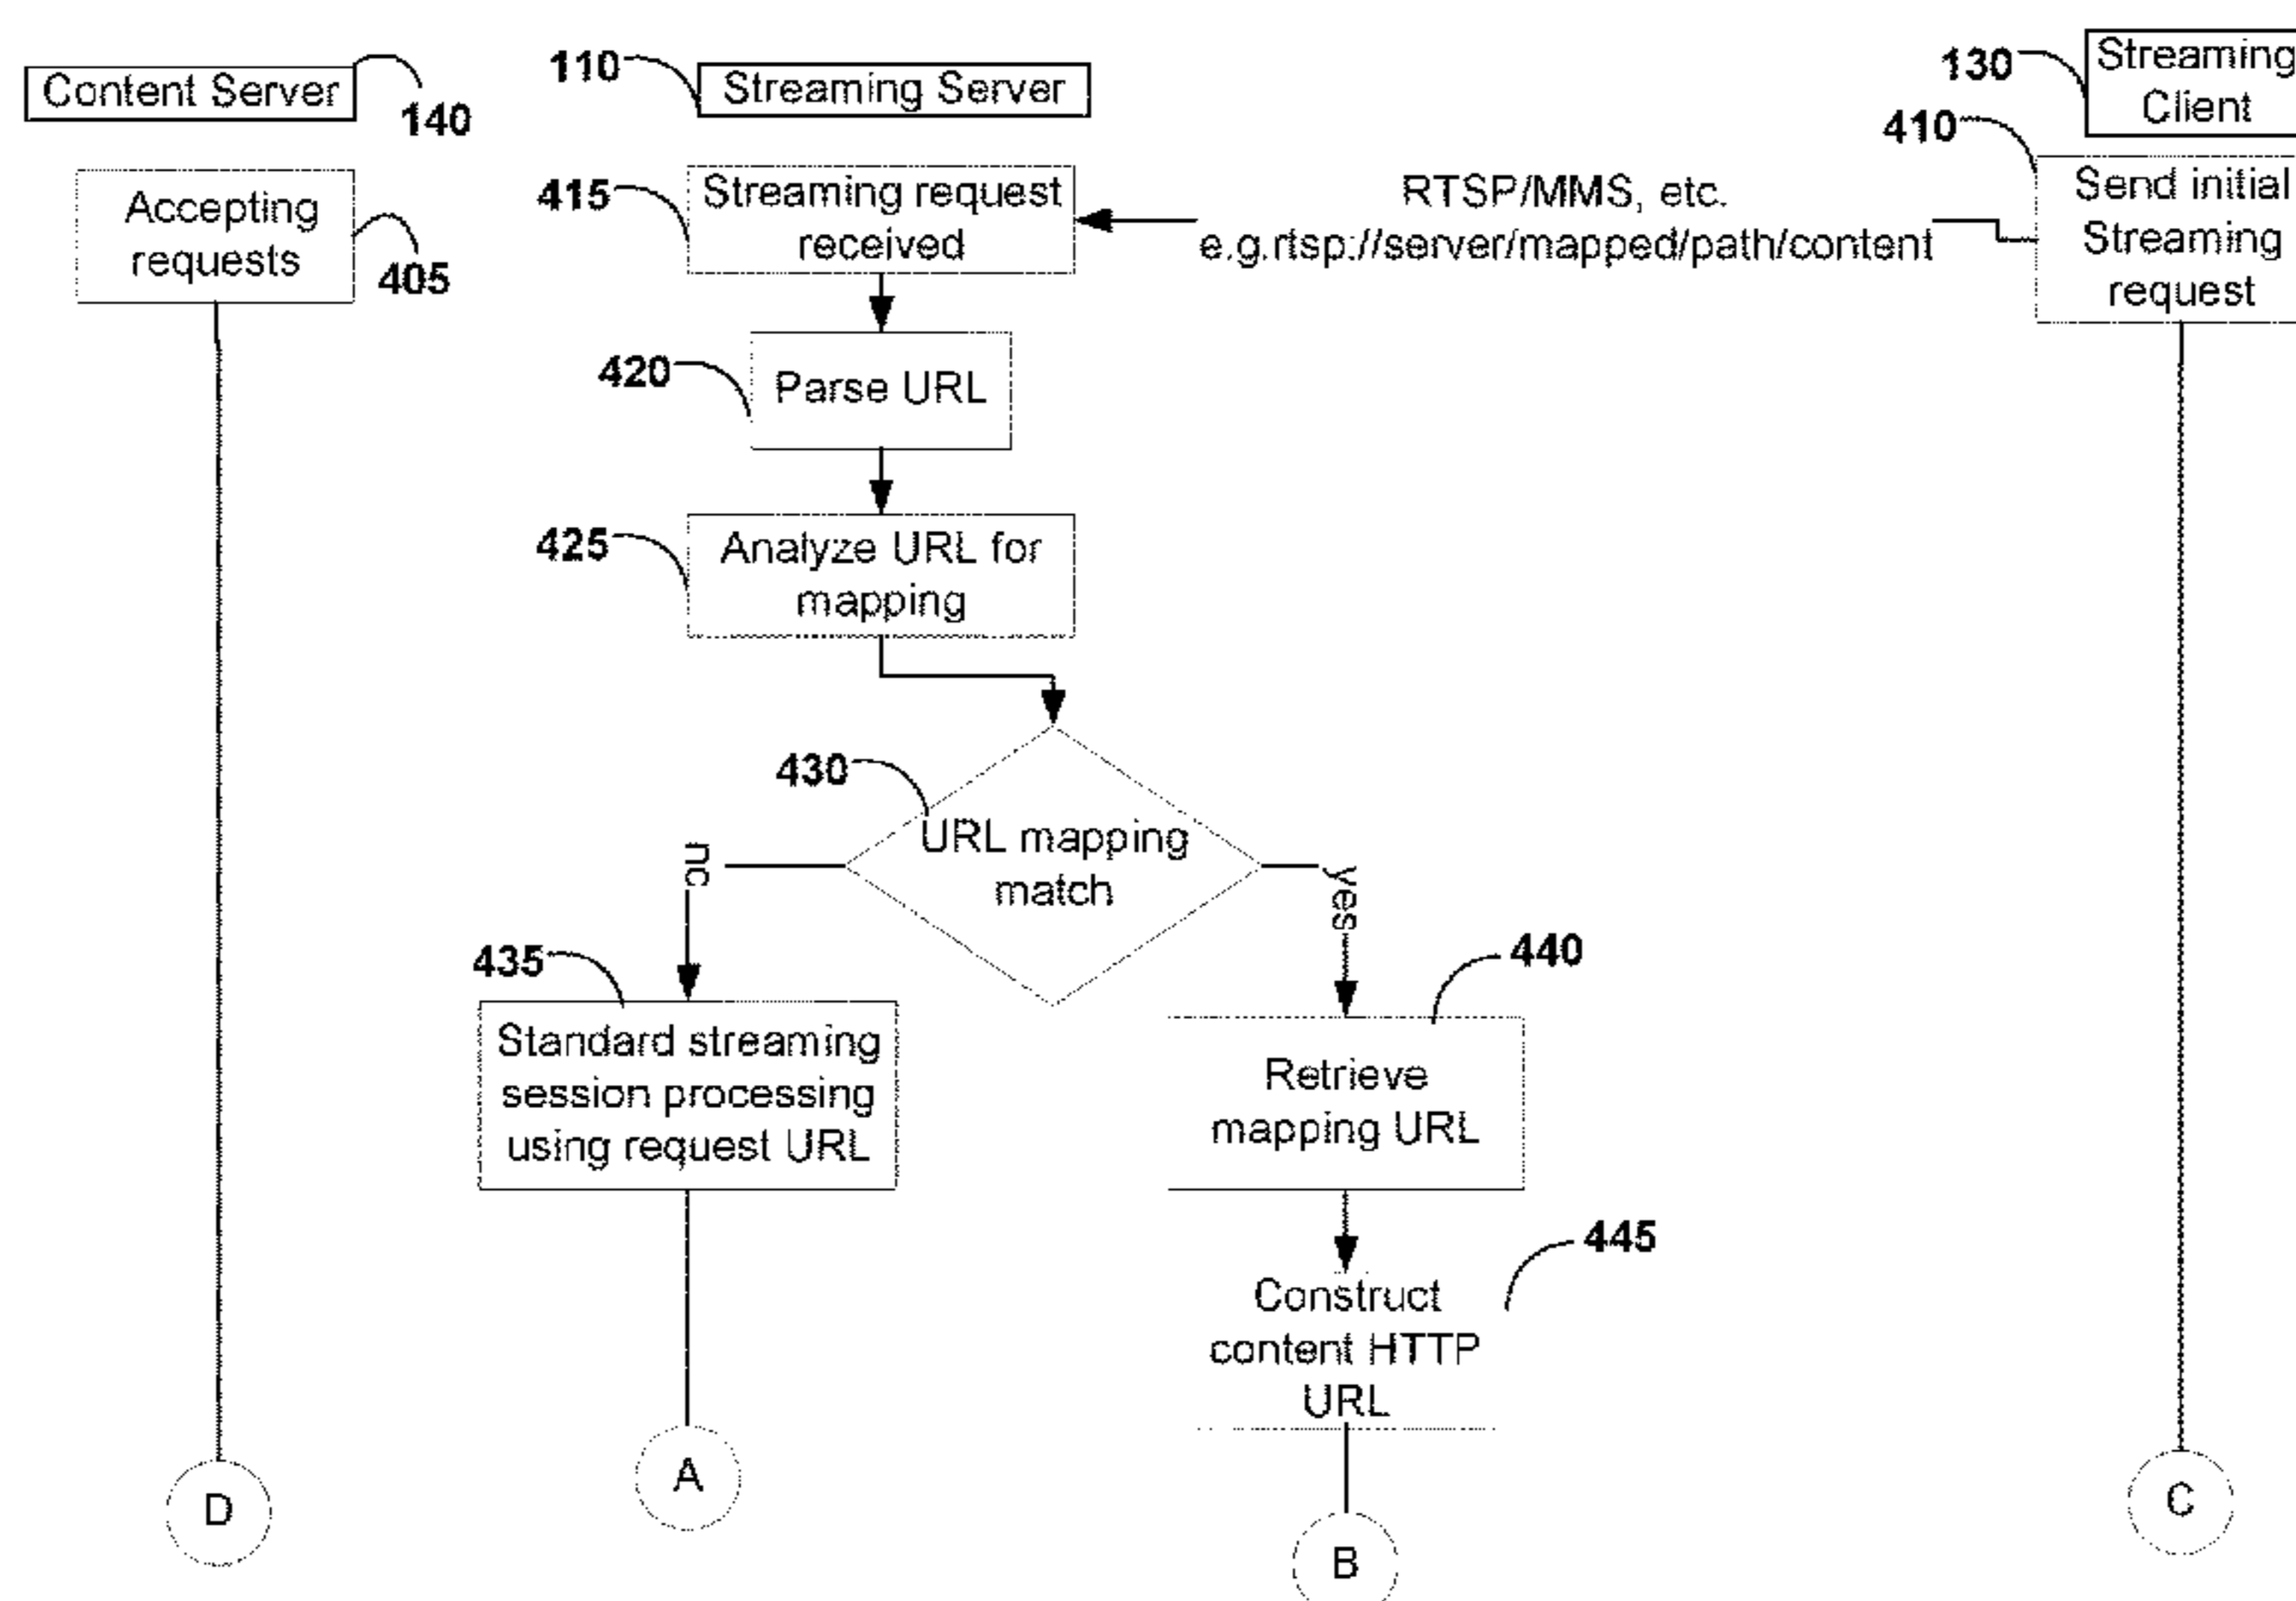 Content Server
140
110
Streaming Server
130
Streaming
Client
Accepting
requests
405
415
Streaming request
received
RTSP/MMS, etc.
e.g.rtsp://server/mapped/path/content
410
Send initial
Streaming
request
420
Parse URL
425
Analyze URL for
mapping
430
URL mapping
match
no
yes
435
Standard streaming
session processing
using request URL
440
Retrieve
mapping URL
445
Construct
content HTTP
URL
D
A
B
C